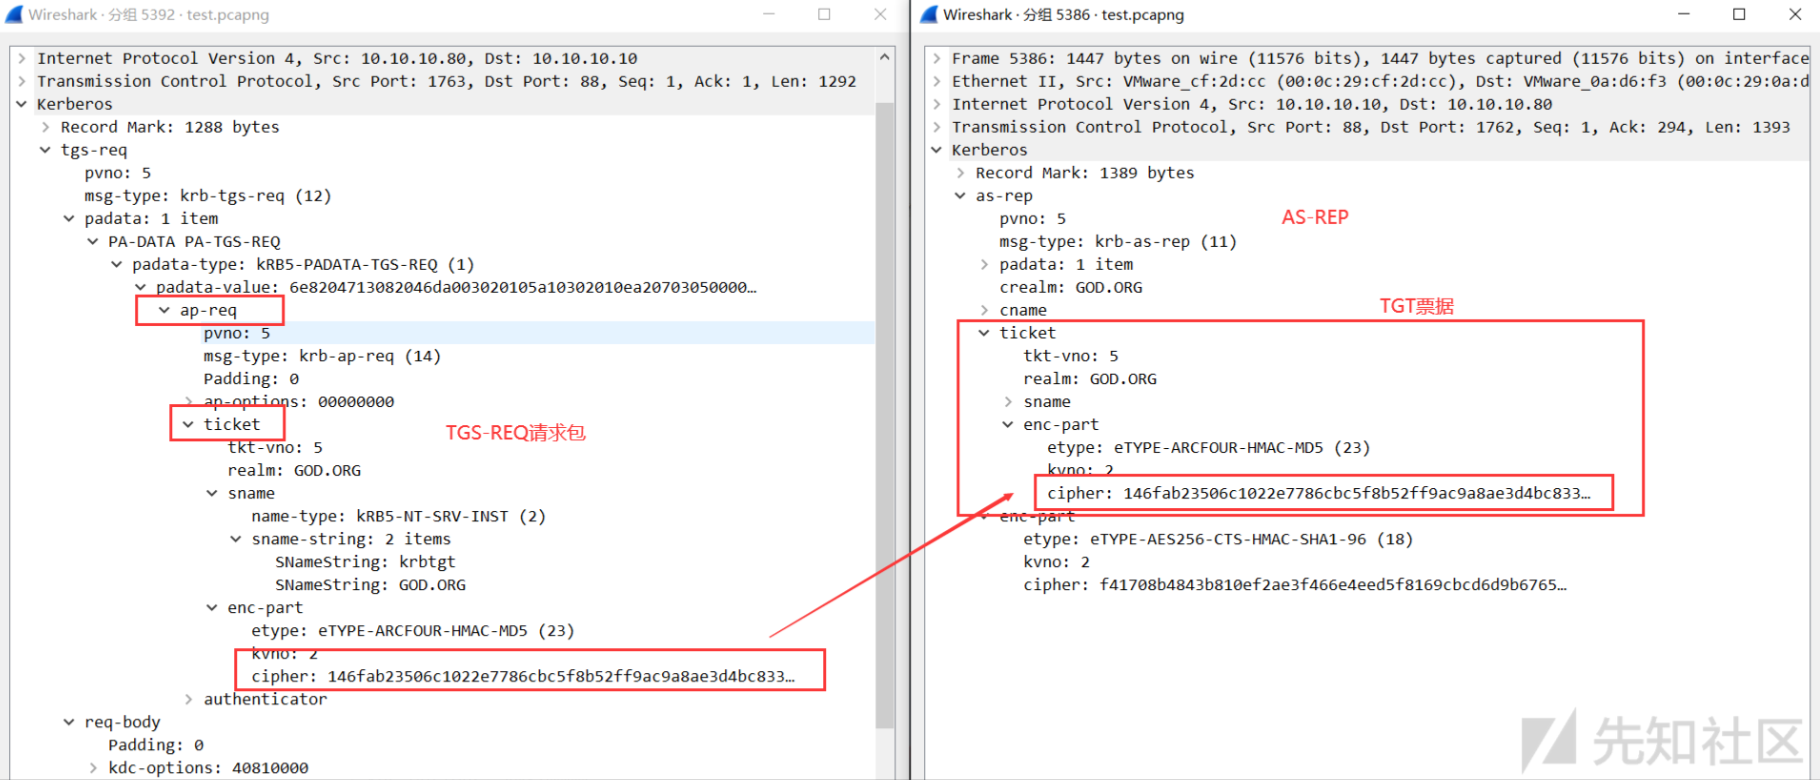 Wireshark · 分组 5392 · test.pcapng
Internet Protocol Version 4, Src: 10.10.10.80, Dst: 10.10.10.10
Transmission Control Protocol, Src Port: 1763, Dst Port: 88, Seq: 1, Ack: 1, Len: 1292
Kerberos
Record Mark: 1288 bytes
tgs-req
pvno: 5
msg-type: krb-tgs-req (12)
padata: 1 item
PA-DATA PA-TGS-REQ
padata-type: kRB5-PADATA-TGS-REQ (1)
padata-value: 6e8204713082046da003020105a10302010ea20703050000…
ap-req
pvno: 5
msg-type: krb-ap-req (14)
Padding: 0
ap-options: 00000000
ticket
TGS-REQ请求包
tkt-vno: 5
realm: GOD.ORG
sname
name-type: kRB5-NT-SRV-INST (2)
sname-string: 2 items
SNameString: krbtgt
SNameString: GOD.ORG
enc-part
etype: eTYPE-ARCFOUR-HMAC-MD5 (23)
kvno: 2
cipher: 146fab23506c1022e7786cbc5f8b52ff9ac9a8ae3d4bc833…
authenticator
req-body
Padding: 0
kdc-options: 40810000
Wireshark · 分组 5386 · test.pcapng
Frame 5386: 1447 bytes on wire (11576 bits), 1447 bytes captured (11576 bits) on interface
Ethernet II, Src: VMware_cf:2d:cc (00:0c:29:cf:2d:cc), Dst: VMware_0a:d6:f3 (00:0c:29:0a:d
Internet Protocol Version 4, Src: 10.10.10.10, Dst: 10.10.10.80
Transmission Control Protocol, Src Port: 88, Dst Port: 1762, Seq: 1, Ack: 294, Len: 1393
Kerberos
Record Mark: 1389 bytes
as-rep
pvno: 5
AS-REP
msg-type: krb-as-rep (11)
padata: 1 item
crealm: GOD.ORG
cname
TGT票据
ticket
tkt-vno: 5
realm: GOD.ORG
sname
enc-part
etype: eTYPE-ARCFOUR-HMAC-MD5 (23)
kvno: 2
cipher: 146fab23506c1022e7786cbc5f8b52ff9ac9a8ae3d4bc833…
enc-part
etype: eTYPE-AES256-CTS-HMAC-SHA1-96 (18)
kvno: 2
cipher: f41708b4843b810ef2ae3f466e4eed5f8169cbcd6d9b6765…
先知社区